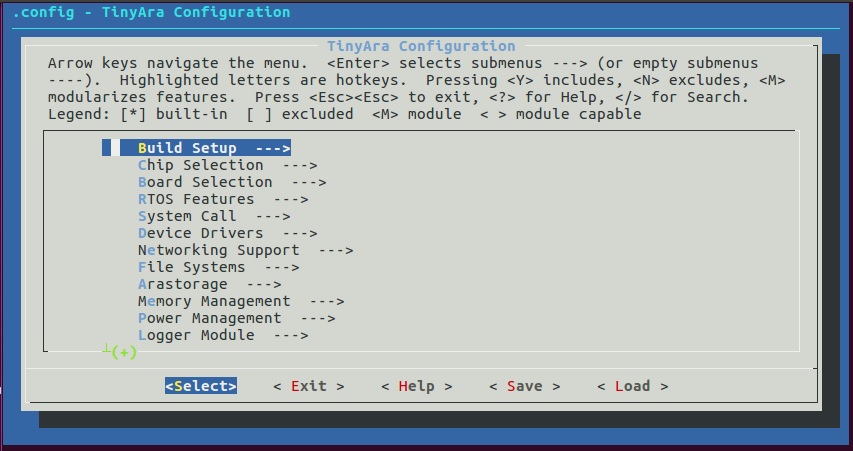 .config - TinyAra Configuration
TinyAra Configuration
Arrow keys navigate the menu.  <Enter> selects submenus ---> (or empty submenus
----).  Highlighted letters are hotkeys.  Pressing <Y> includes, <N> excludes, <M>
modularizes features.  Press <Esc><Esc> to exit, <?> for Help, </> for Search.
Legend: [*] built-in  [ ] excluded  <M> module  < > module capable
Build Setup  --->
Chip Selection  --->
Board Selection  --->
RTOS Features  --->
System Call  --->
Device Drivers  --->
Networking Support  --->
File Systems  --->
Arastorage  --->
Memory Management  --->
Power Management  --->
Logger Module  --->
┴(+)
<Select>    < Exit >    < Help >    < Save >    < Load >